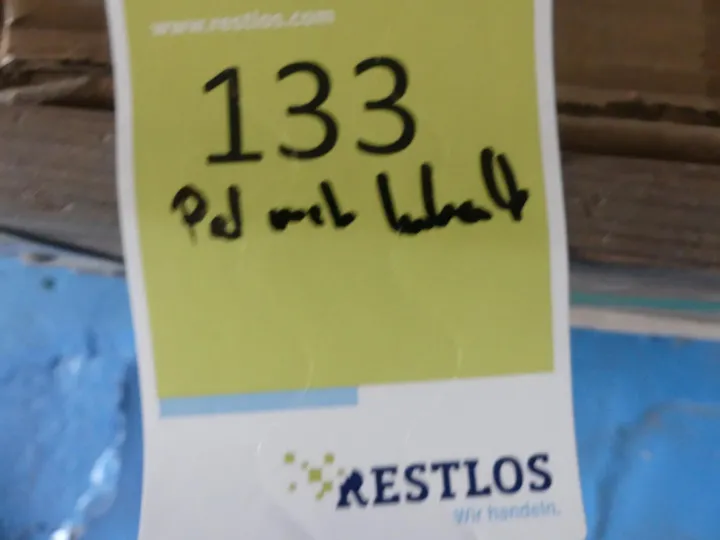 www.restlos.com
133
Pal mit Inhalt
RESTLOS
Wir handeln.